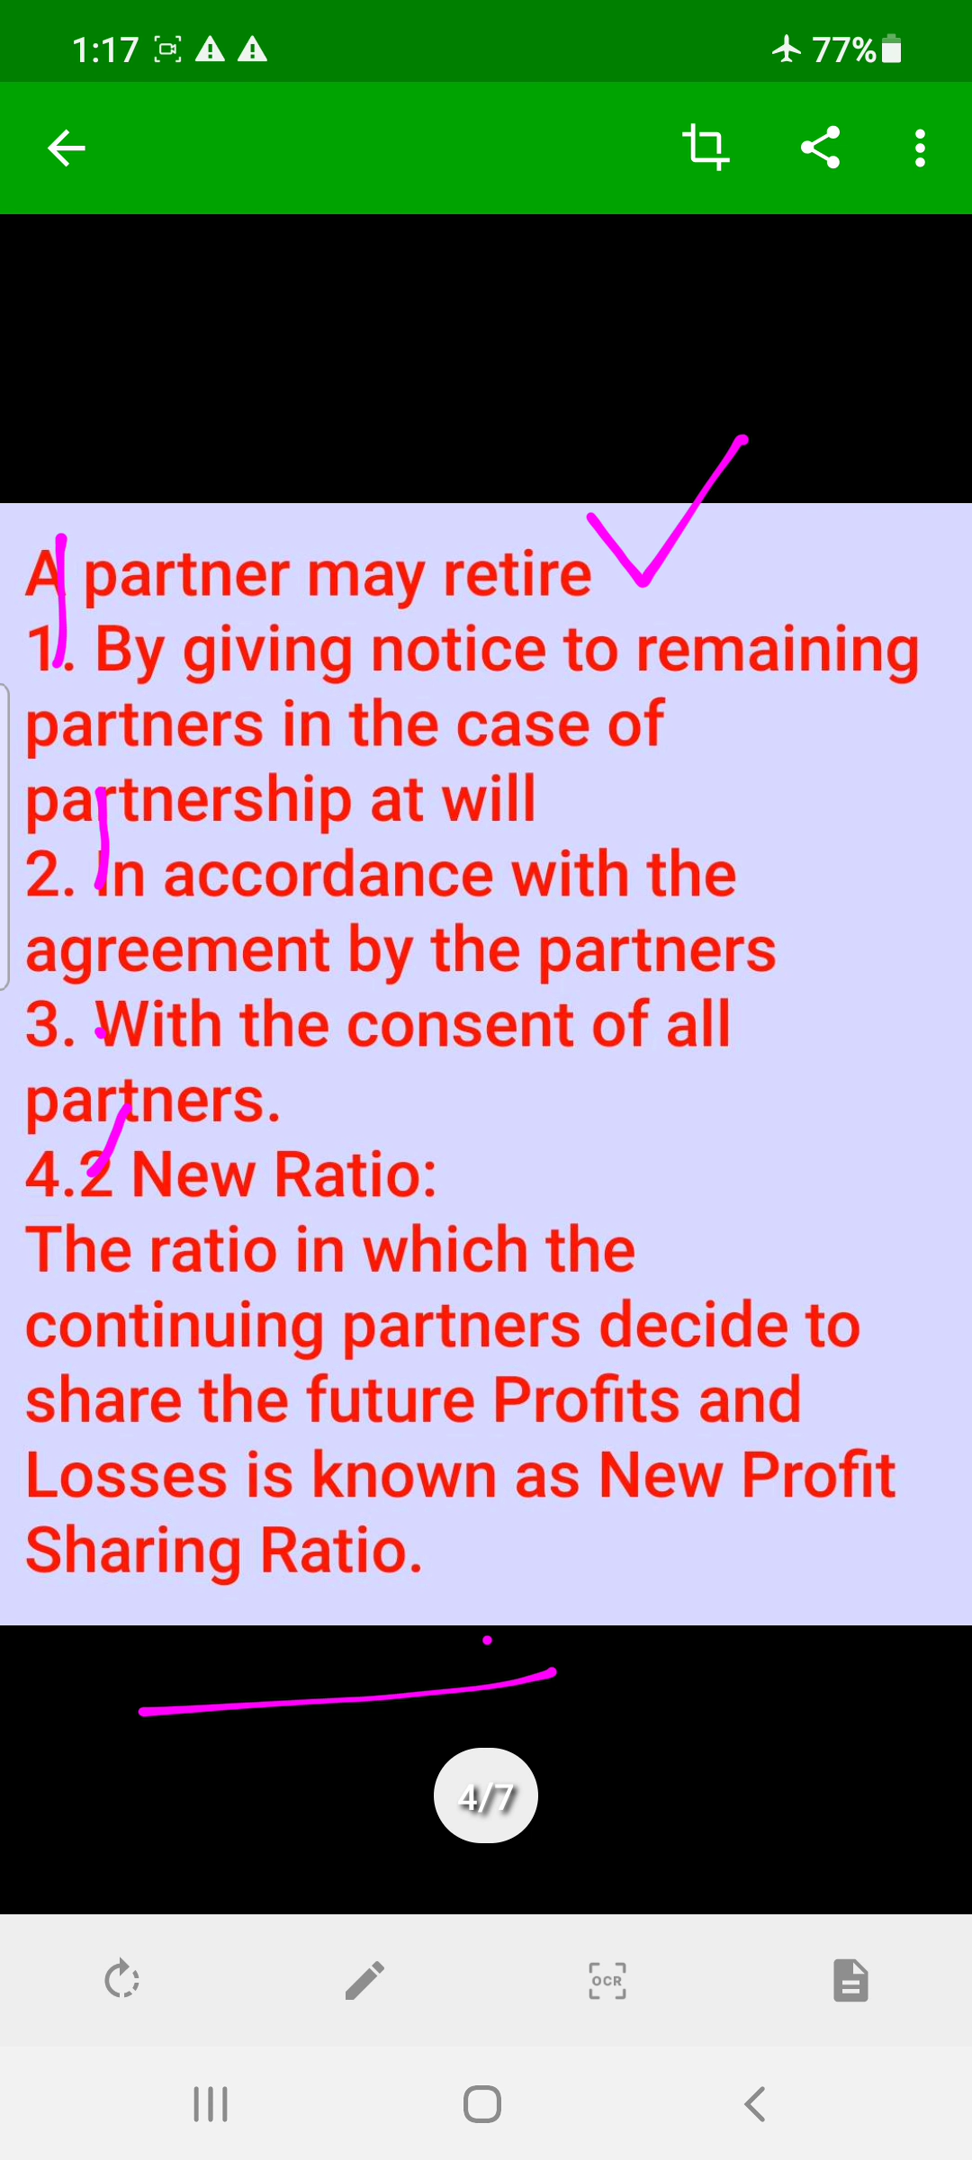 1:17
77%
A partner may retire
1. By giving notice to remaining
partners in the case of
partnership at will
2. In accordance with the
agreement by the partners
3. With the consent of all
partners.
4.2 New Ratio:
The ratio in which the
continuing partners decide to
share the future Profits and
Losses is known as New Profit
Sharing Ratio.
4/7
OCR